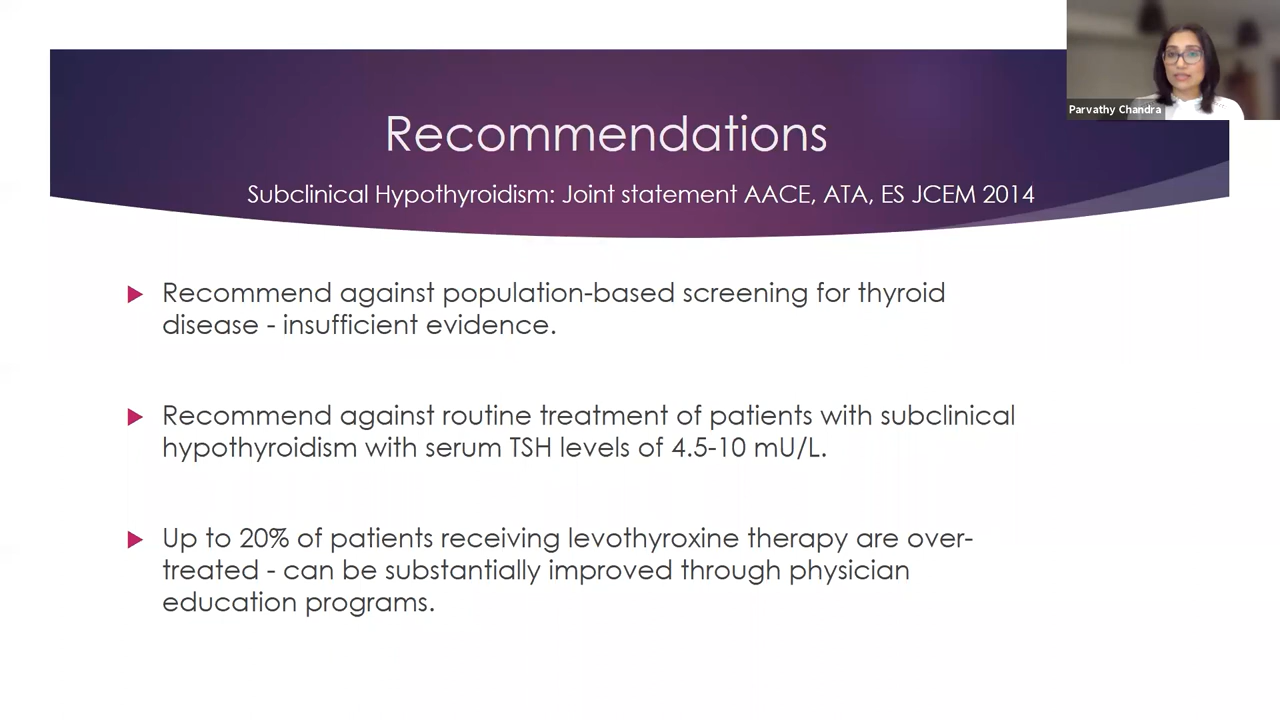 Parvathy Chandra
Recommendations
Subclinical Hypothyroidism: Joint statement AACE, ATA, ES JCEM 2014
Recommend against population-based screening for thyroid
disease - insufficient evidence.
Recommend against routine treatment of patients with subclinical
hypothyroidism with serum TSH levels of 4.5-10 mU/L.
Up to 20% of patients receiving levothyroxine therapy are over-
treated - can be substantially improved through physician
education programs.